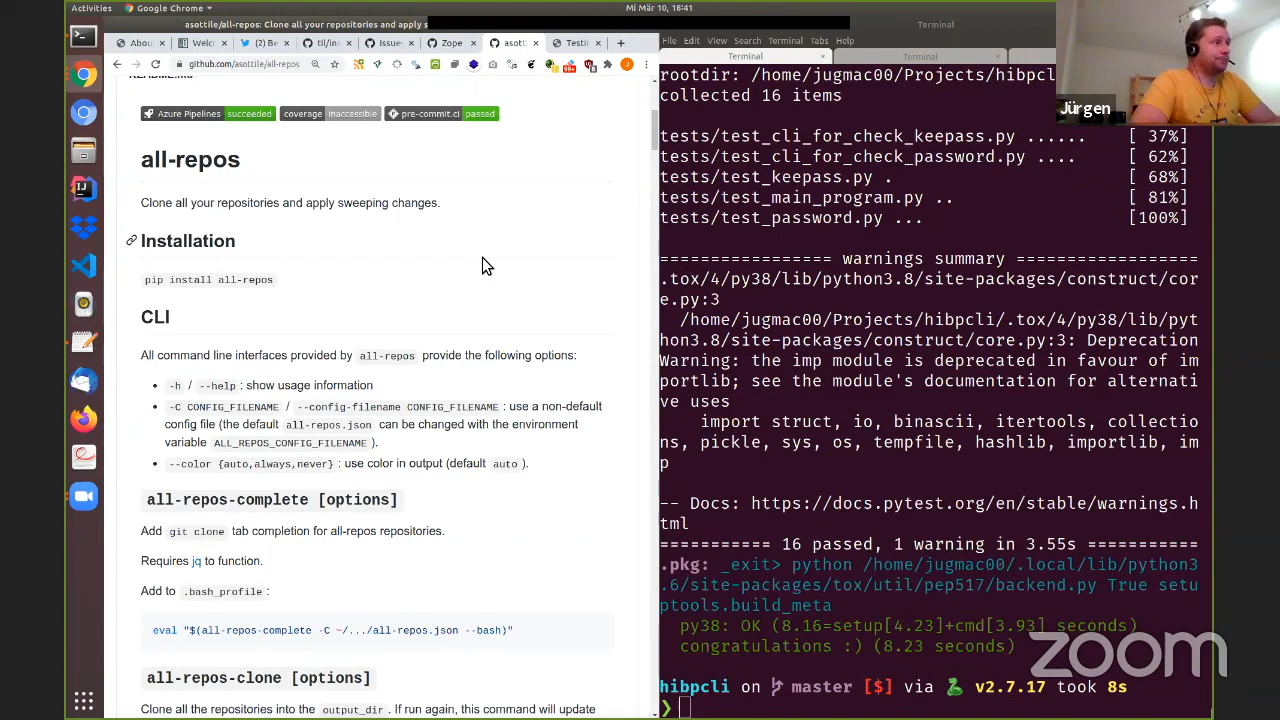 Activities
Google Chrome
Mi Mär 10, 18:41
asottile/all-repos: Clone all your repositories and apply s
Terminal
Abou
Welc
(2) Be
til/in
Issue
Zope
asott
Testin
File Edit View Search Terminal Tabs Help
Terminal
Terminal
github.com/asottile/all-repos
99+
J
README.md
Azure Pipelines succeeded
coverage inaccessible
pre-commit.ci passed
all-repos
Clone all your repositories and apply sweeping changes.
Installation
pip install all-repos
CLI
All command line interfaces provided by all-repos provide the following options:
-h / --help : show usage information
-C CONFIG_FILENAME / --config-filename CONFIG_FILENAME : use a non-default
config file (the default all-repos.json can be changed with the environment
variable ALL_REPOS_CONFIG_FILENAME ).
--color {auto,always,never} : use color in output (default auto ).
all-repos-complete [options]
Add git clone tab completion for all-repos repositories.
Requires jq to function.
Add to .bash_profile :
eval "$(all-repos-complete -C ~/.../all-repos.json --bash)"
all-repos-clone [options]
Clone all the repositories into the output_dir . If run again, this command will update
rootdir: /home/jugmac00/Projects/hibpcl
collected 16 items
tests/test_cli_for_check_keepass.py ...... [ 37%]
tests/test_cli_for_check_password.py .... [ 62%]
tests/test_keepass.py . [ 68%]
tests/test_main_program.py .. [ 81%]
tests/test_password.py ... [100%]
================= warnings summary =================
.tox/4/py38/lib/python3.8/site-packages/construct/cor
e.py:3
/home/jugmac00/Projects/hibpcli/.tox/4/py38/lib/pyt
hon3.8/site-packages/construct/core.py:3: Deprecation
Warning: the imp module is deprecated in favour of im
portlib; see the module's documentation for alternati
ve uses
import struct, io, binascii, itertools, collectio
ns, pickle, sys, os, tempfile, hashlib, importlib, im
p
-- Docs: https://docs.pytest.org/en/stable/warnings.h
tml
=========== 16 passed, 1 warning in 3.55s ===========
.pkg: _exit> python /home/jugmac00/.local/lib/python3
.6/site-packages/tox/util/pep517/backend.py True setu
ptools.build_meta
py38: OK (8.16=setup[4.23]+cmd[3.93] seconds)
congratulations :) (8.23 seconds)
hibpcli on master [$] via v2.7.17 took 8s
❯
Jürgen
zoom